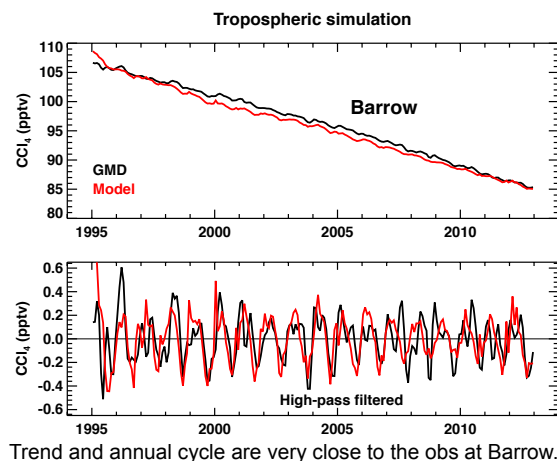 Tropospheric simulation
110
105
100
95
90
85
80
CCl₄ (pptv)
Barrow
GMD
Model
1995 2000 2005 2010
0.6
0.4
0.2
0.0
-0.2
-0.4
-0.6
CCl₄ (pptv)
High-pass filtered
1995 2000 2005 2010
Trend and annual cycle are very close to the obs at Barrow.